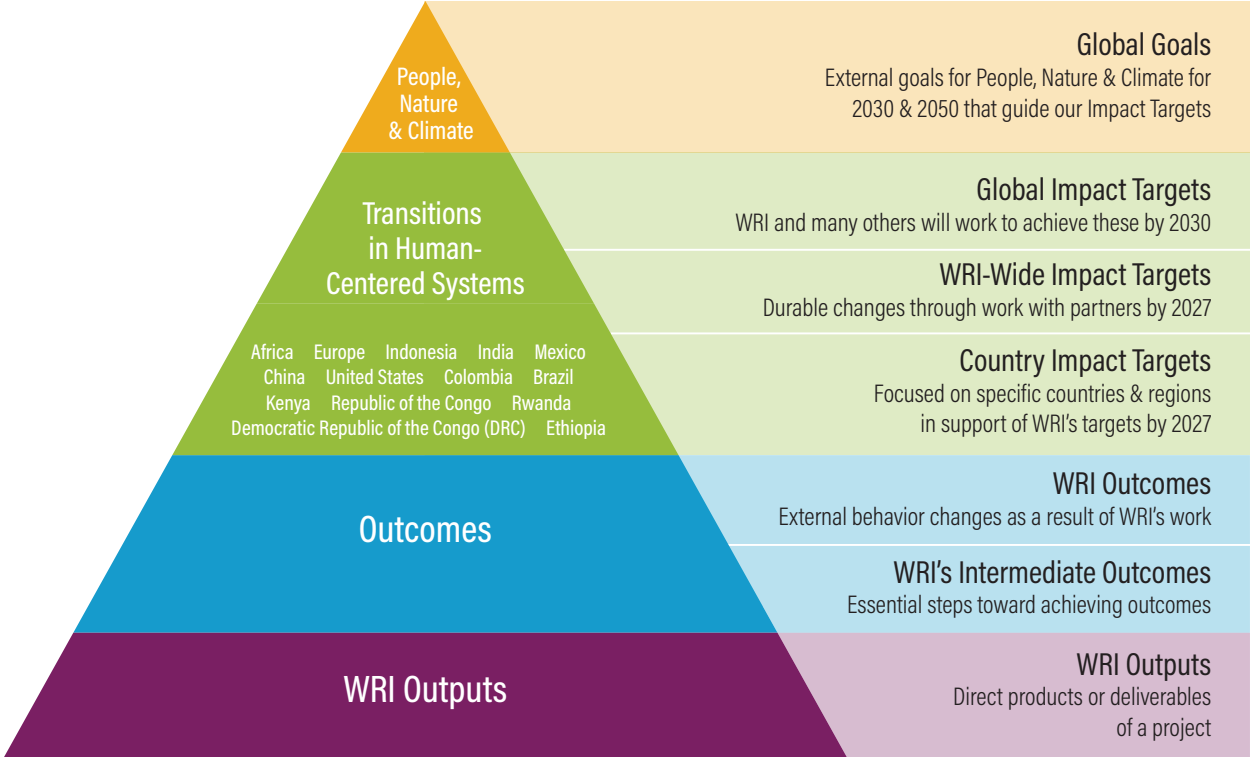 People,
Nature
& Climate
Global Goals
External goals for People, Nature & Climate for
2030 & 2050 that guide our Impact Targets
Transitions
in Human-
Centered Systems
Global Impact Targets
WRI and many others will work to achieve these by 2030
WRI-Wide Impact Targets
Durable changes through work with partners by 2027
Africa Europe Indonesia India Mexico
China United States Colombia Brazil
Kenya Republic of the Congo Rwanda
Democratic Republic of the Congo (DRC) Ethiopia
Country Impact Targets
Focused on specific countries & regions
in support of WRI's targets by 2027
Outcomes
WRI Outcomes
External behavior changes as a result of WRI's work
WRI's Intermediate Outcomes
Essential steps toward achieving outcomes
WRI Outputs
WRI Outputs
Direct products or deliverables
of a project